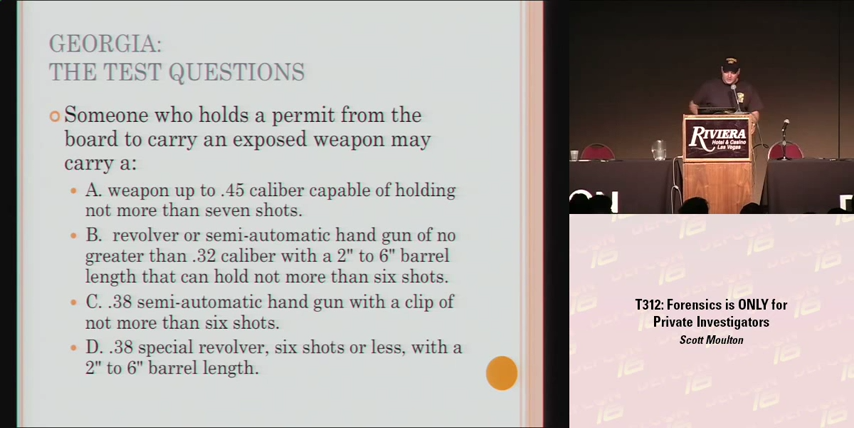 GEORGIA:
THE TEST QUESTIONS
Someone who holds a permit from the
board to carry an exposed weapon may
carry a:
A. weapon up to .45 caliber capable of holding
not more than seven shots.
B. revolver or semi-automatic hand gun of no
greater than .32 caliber with a 2" to 6" barrel
length that can hold not more than six shots.
C. .38 semi-automatic hand gun with a clip of
not more than six shots.
D. .38 special revolver, six shots or less, with a
2" to 6" barrel length.
RIVIERA
Hotel & Casino
Las Vegas
T312: Forensics is ONLY for
Private Investigators
Scott Moulton